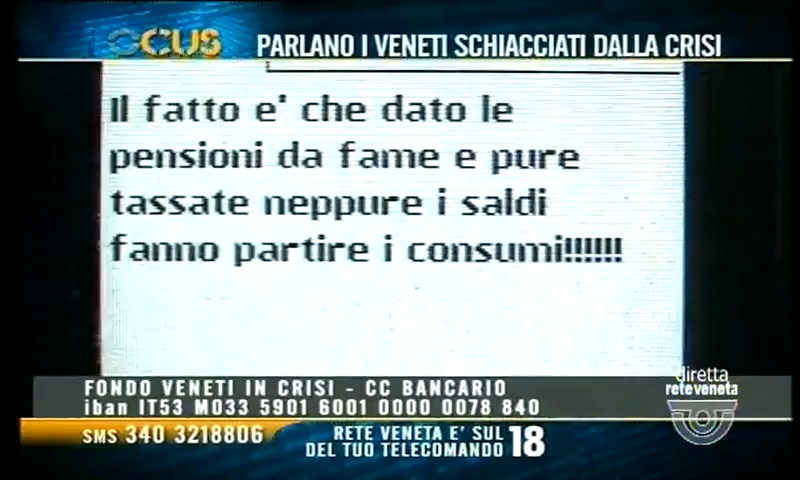 FOCUS
PARLANO I VENETI SCHIACCIATI DALLA CRISI
Il fatto e' che dato le
pensioni da fame e pure
tassate neppure i saldi
fanno partire i consumi!!!!!!
FONDO VENETI IN CRISI - CC BANCARIO
iban IT53 M033 5901 6001 0000 0078 840
diretta
reteveneta
SMS 340 3218806
RETE VENETA E' SUL
DEL TUO TELECOMANDO 18